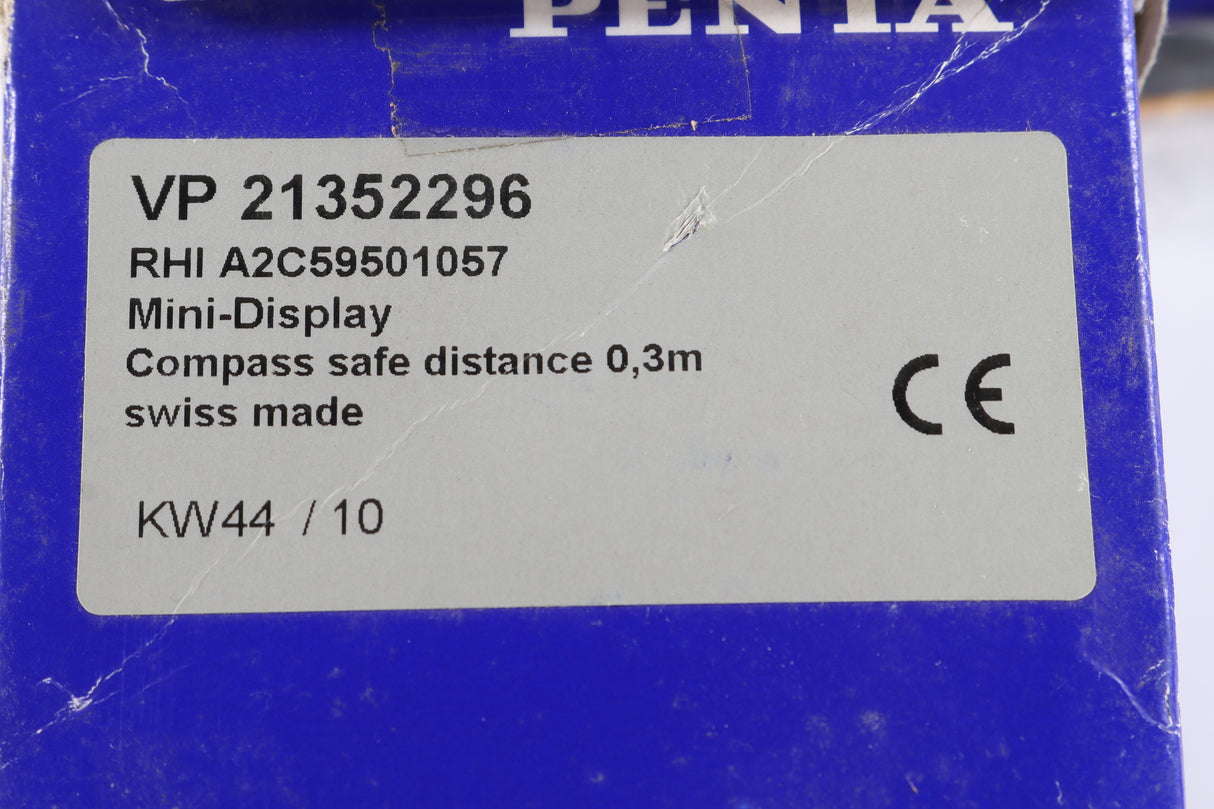 PENTA
VP 21352296
RHI A2C59501057
Mini-Display
Compass safe distance 0,3m
swiss made
CE
KW44 / 10